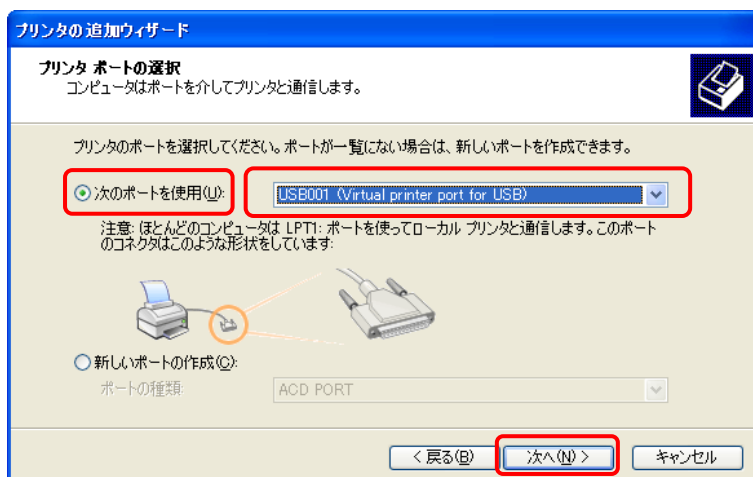 プリンタの追加ウィザード
プリンタ ポートの選択
コンピュータはポートを介してプリンタと通信します。
プリンタのポートを選択してください。ポートが一覧にない場合は、新しいポートを作成できます。
次のポートを使用(U):
USB001 (Virtual printer port for USB)
注意: ほとんどのコンピュータは LPT1: ポートを使ってローカル プリンタと通信します。このポート
のコネクタはこのような形状をしています:
新しいポートの作成(C):
ポートの種類:
ACD PORT
< 戻る(B)
次へ(N) >
キャンセル